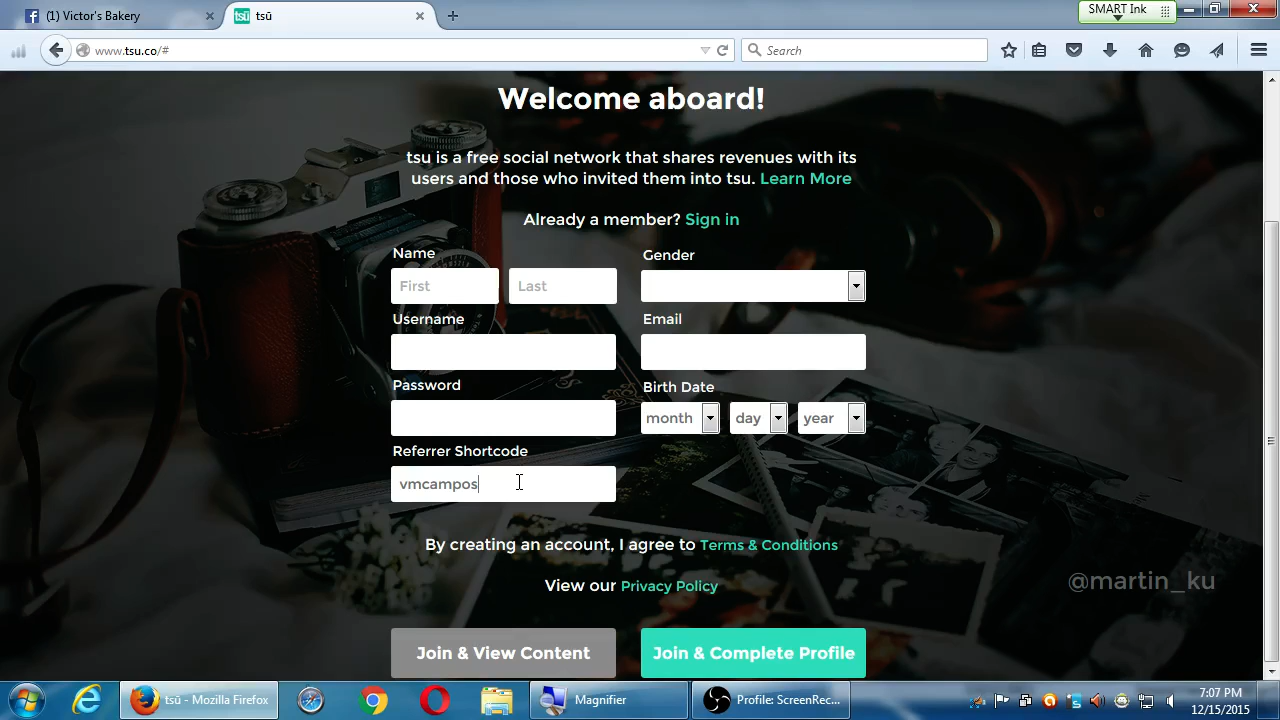 (1) Victor's Bakery
tsū
SMART Ink
www.tsu.co/#
Search
Welcome aboard!
tsu is a free social network that shares revenues with its
users and those who invited them into tsu. Learn More
Already a member? Sign in
Name
Gender
First
Last
Username
Email
Password
Birth Date
month
day
year
Referrer Shortcode
vmcampos
By creating an account, I agree to Terms & Conditions
View our Privacy Policy
@martin_ku
Join & View Content
Join & Complete Profile
tsū - Mozilla Firefox
Magnifier
Profile: ScreenRec...
7:07 PM
12/15/2015